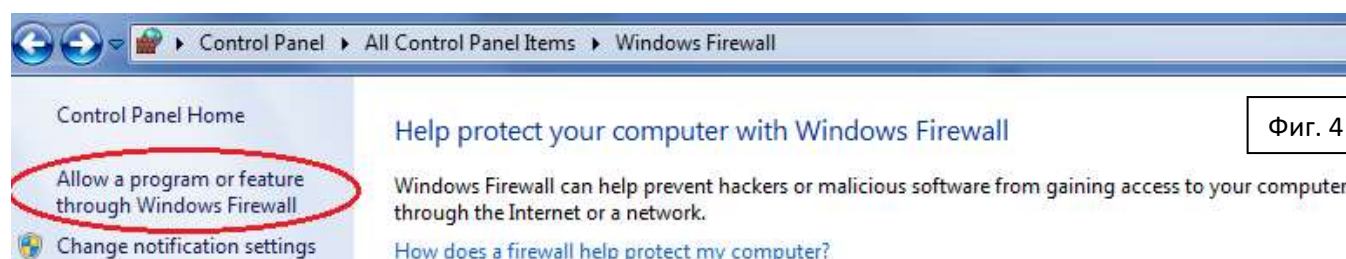 Control Panel ▸ All Control Panel Items ▸ Windows Firewall
Control Panel Home
Allow a program or feature
through Windows Firewall
Change notification settings
Help protect your computer with Windows Firewall
Фиг. 4
Windows Firewall can help prevent hackers or malicious software from gaining access to your computer
through the Internet or a network.
How does a firewall help protect my computer?